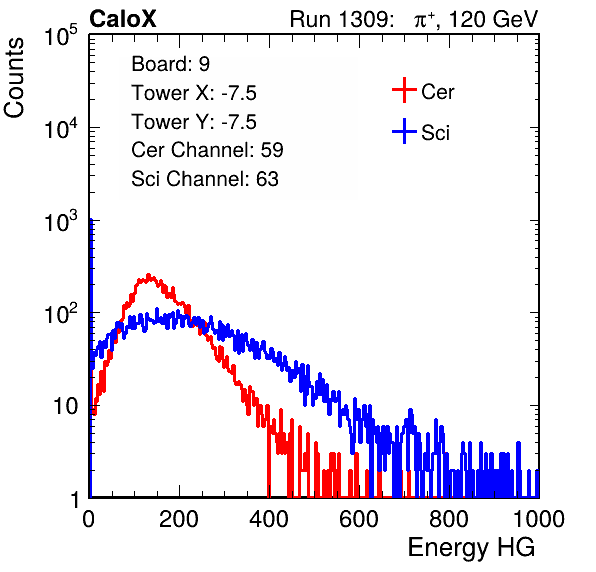 CaloX Run 1309: π⁺, 120 GeV
Counts
10⁵
10⁴
10³
10²
10
1
Board: 9
Tower X: -7.5
Tower Y: -7.5
Cer Channel: 59
Sci Channel: 63
Cer
Sci
0 200 400 600 800 1000
Energy HG